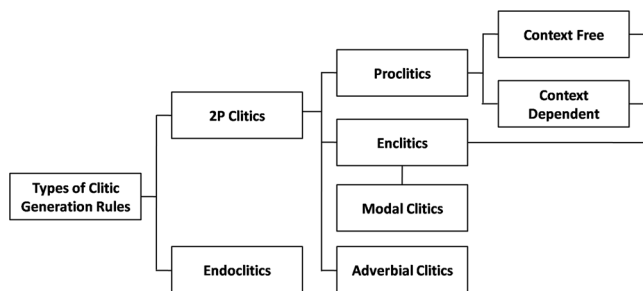 Context Free
Proclitics
Context
Dependent
2P Clitics
Enclitics
Types of Clitic
Generation Rules
Modal Clitics
Endoclitics
Adverbial Clitics